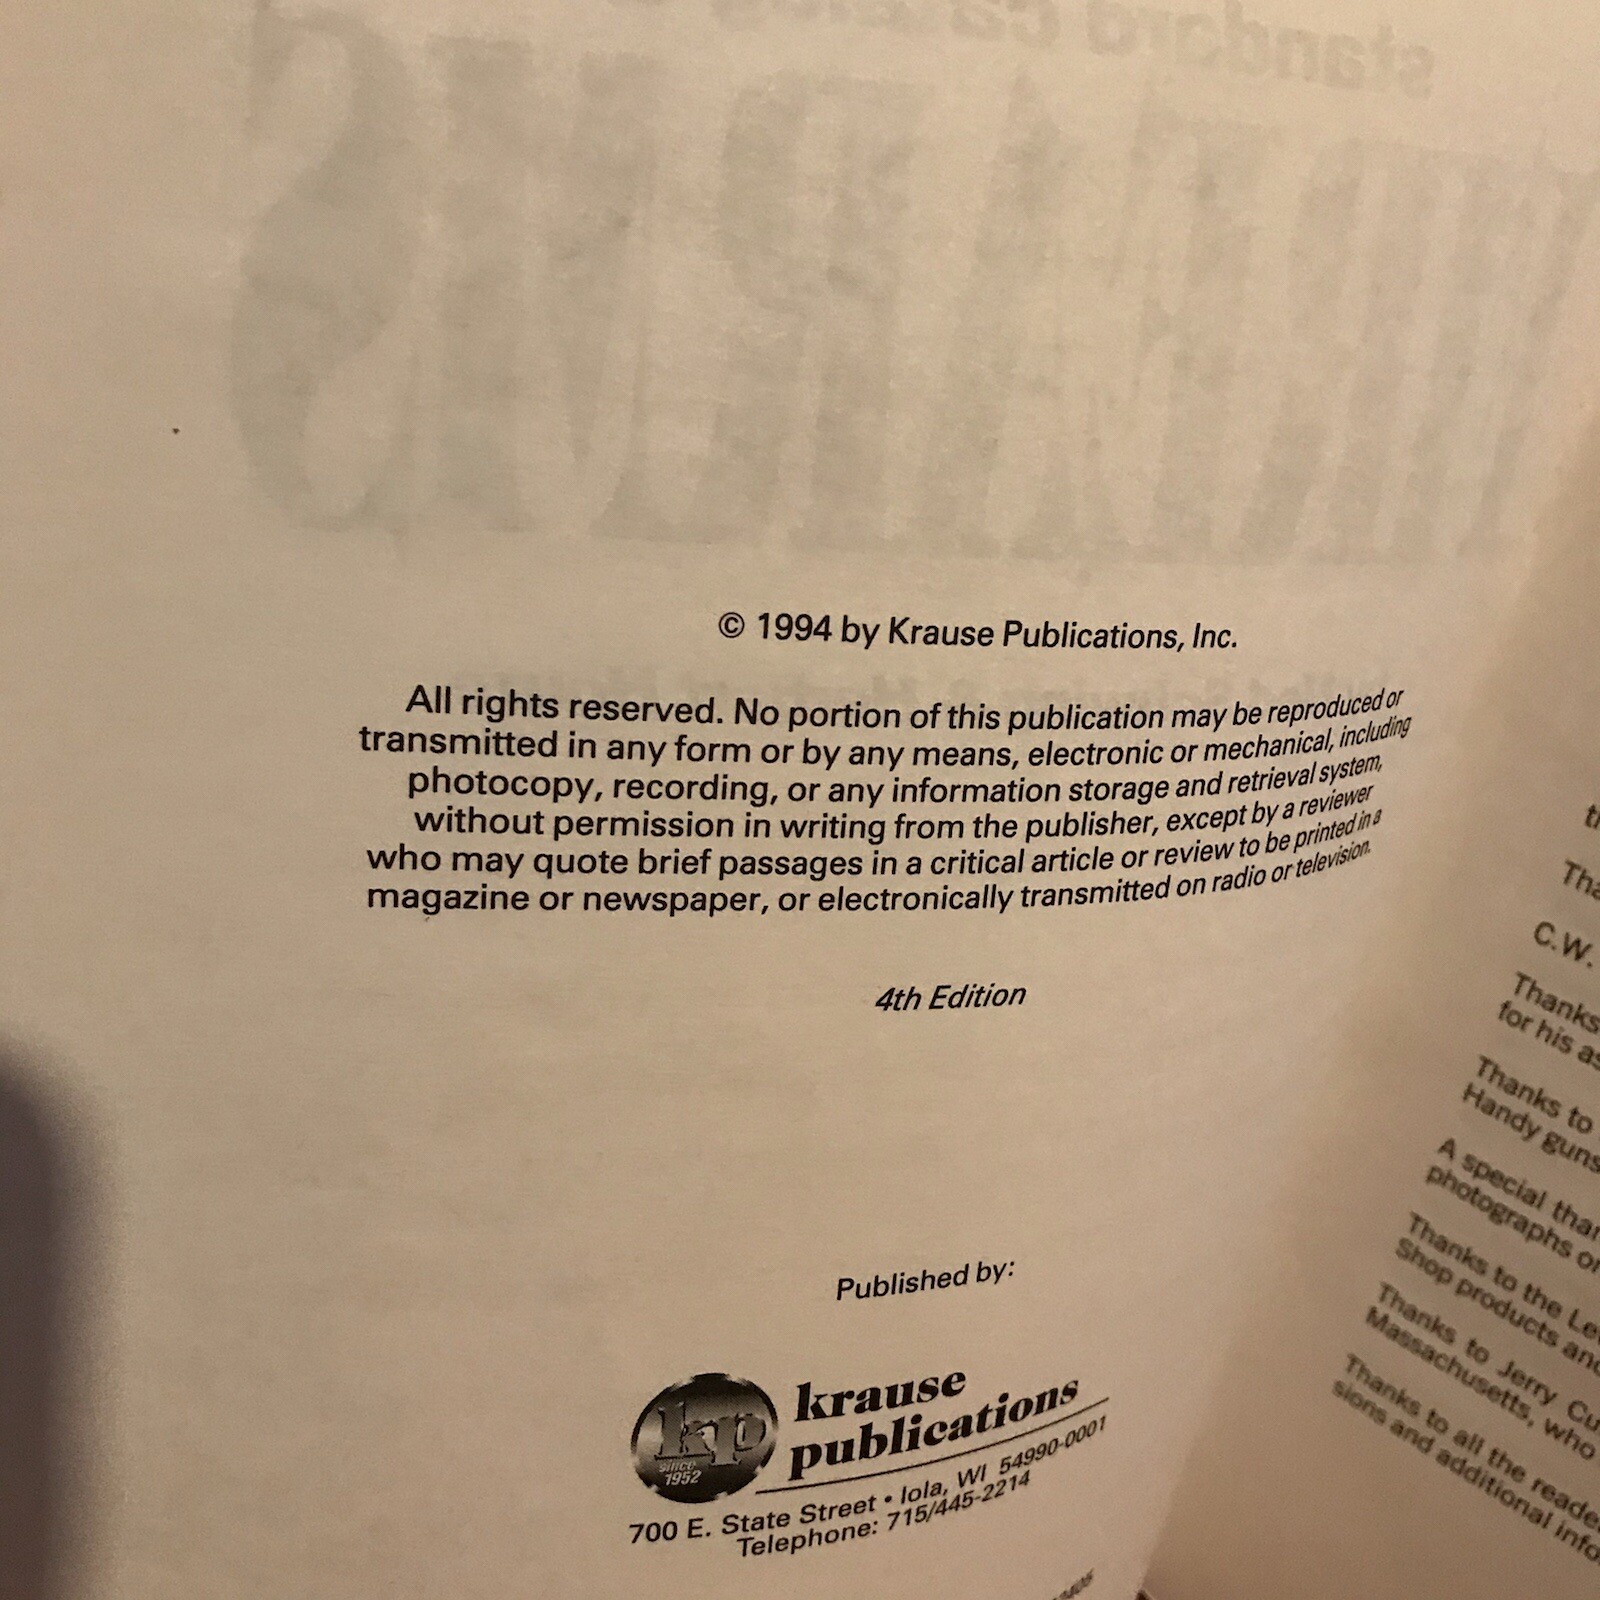 © 1994 by Krause Publications, Inc.
All rights reserved. No portion of this publication may be reproduced or
transmitted in any form or by any means, electronic or mechanical, including
photocopy, recording, or any information storage and retrieval system,
without permission in writing from the publisher, except by a reviewer
who may quote brief passages in a critical article or review to be printed in a
magazine or newspaper, or electronically transmitted on radio or television.
4th Edition
Published by:
kp
since
1952
krause
publications
700 E. State Street • Iola, WI 54990-0001
Telephone: 715/445-2214
C.W.
Thanks
for his
Thanks to
Handy guns
A special
photographs
Thanks to the
Shop products and
Thanks to Jerry
Massachusetts, who
Thanks to all the
sions and additional